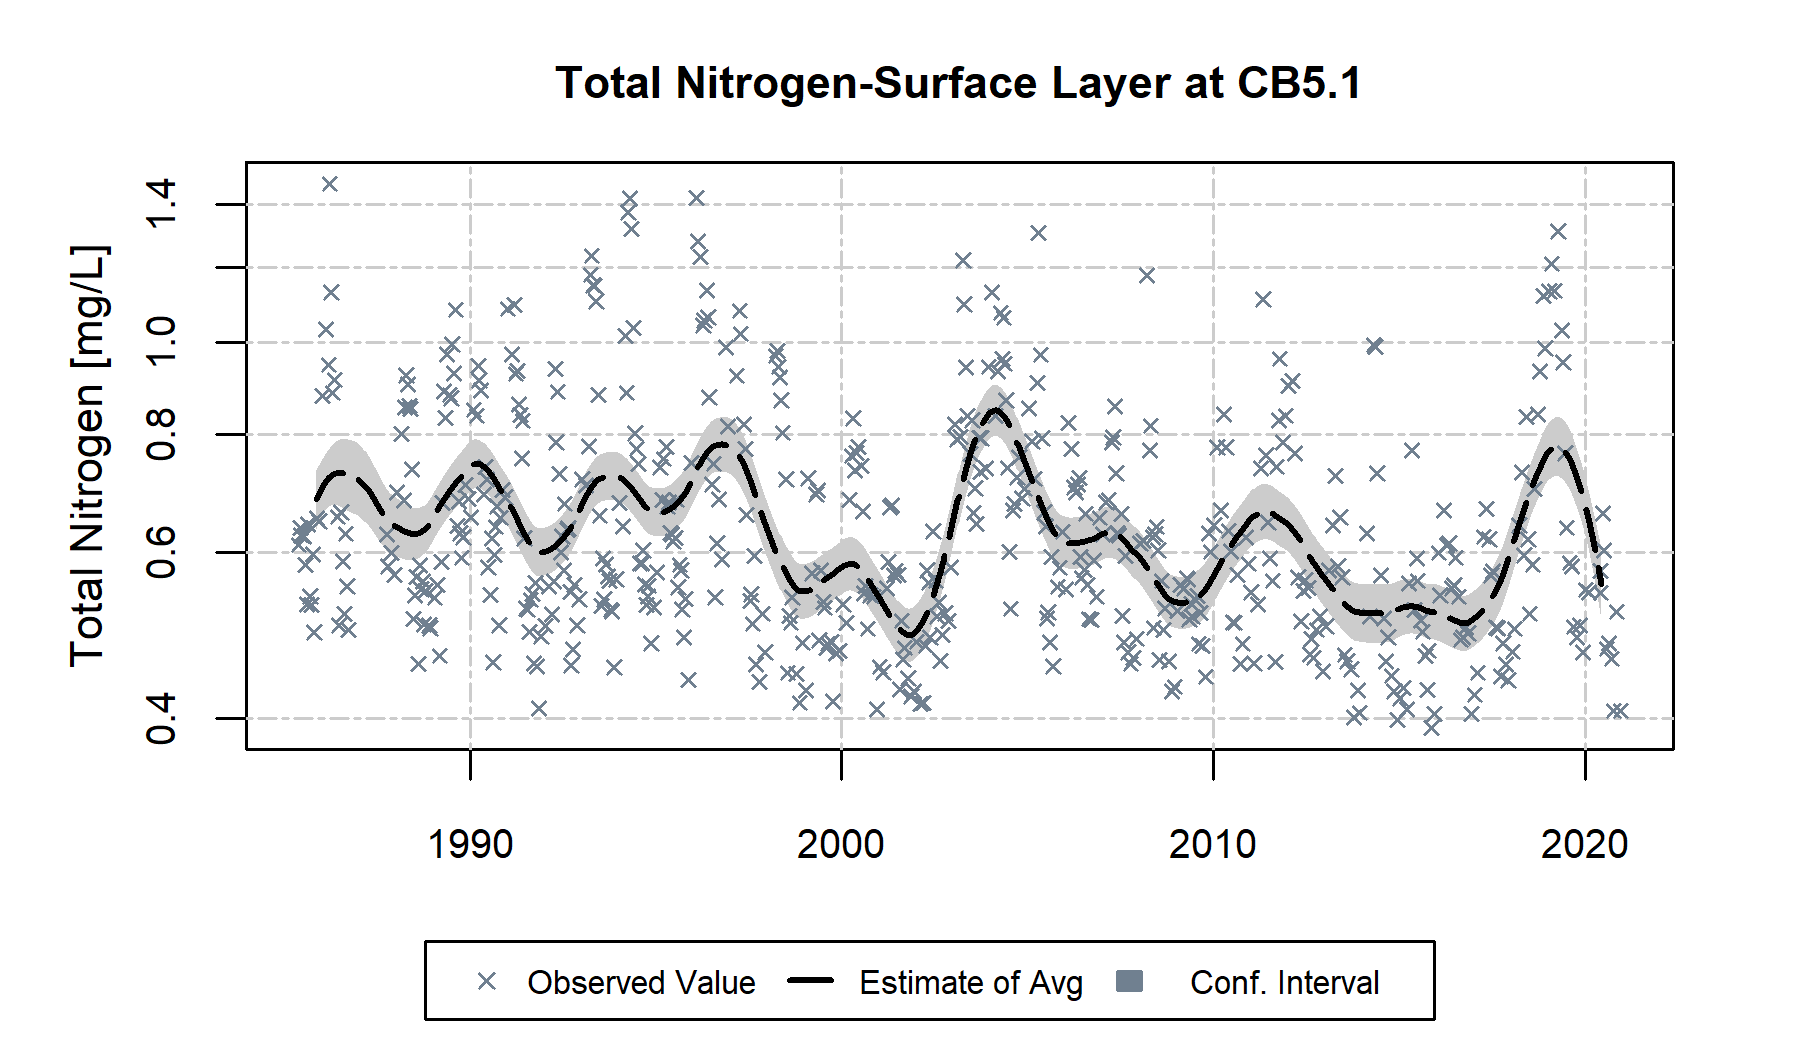 Total Nitrogen-Surface Layer at CB5.1
Total Nitrogen [mg/L]
1.4
1.0
0.8
0.6
0.4
1990 2000 2010 2020
Observed Value Estimate of Avg Conf. Interval